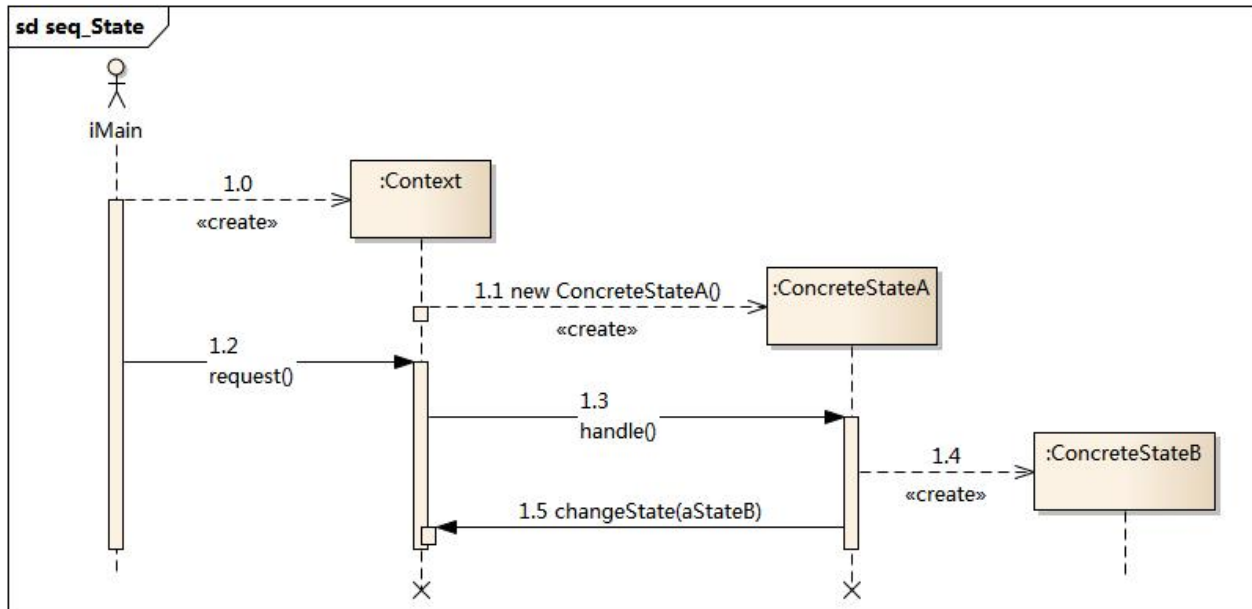 sd seq_State
iMain
1.0
«create»
:Context
1.1 new ConcreteStateA()
«create»
:ConcreteStateA
1.2
request()
1.3
handle()
1.4
«create»
:ConcreteStateB
1.5 changeState(aStateB)